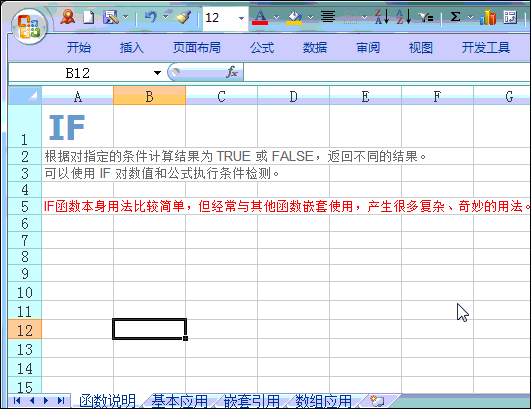 12
开始 插入 页面布局 公式 数据 审阅 视图 开发工具
B12 fx
A B C D E F G
1 IF
2 根据对指定的条件计算结果为 TRUE 或 FALSE，返回不同的结果。
3 可以使用 IF 对数值和公式执行条件检测。
4
5 IF函数本身用法比较简单，但经常与其他函数嵌套使用，产生很多复杂、奇妙的用法。
6
7
8
9
10
11
12
13
14
15
函数说明 基本应用 嵌套引用 数组应用